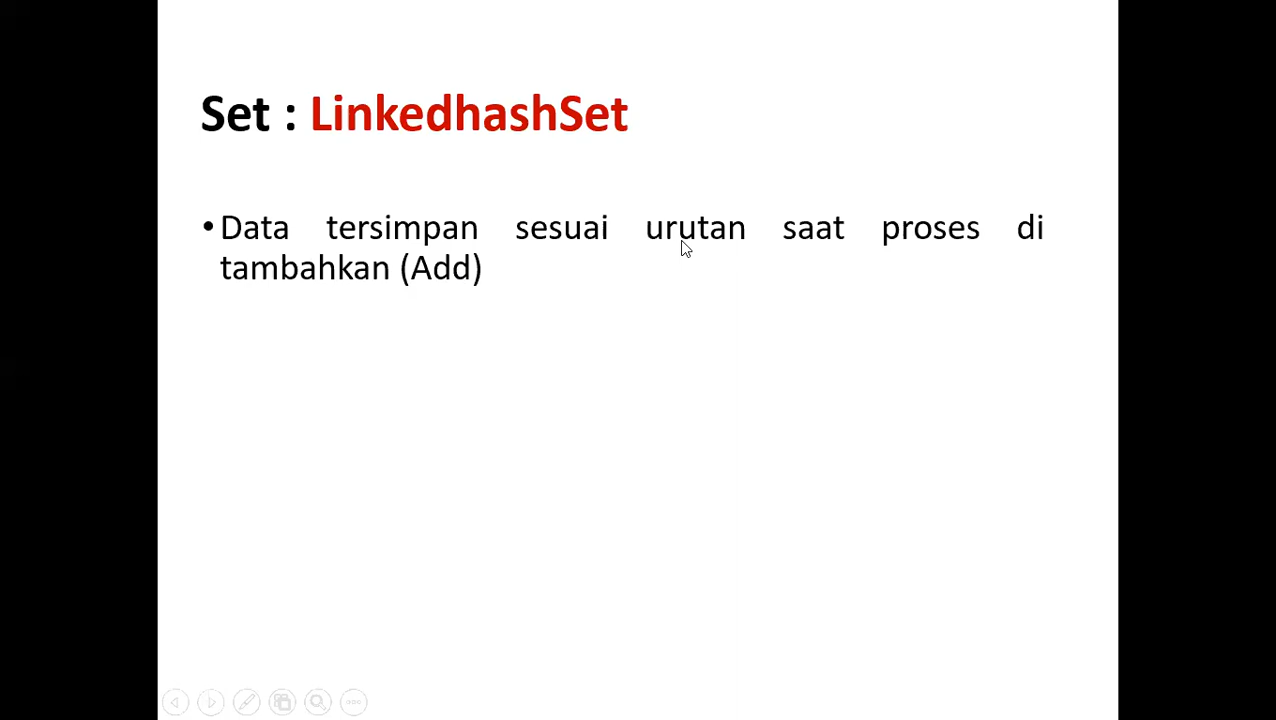 Set : LinkedhashSet
•Data tersimpan sesuai urutan saat proses di
tambahkan (Add)